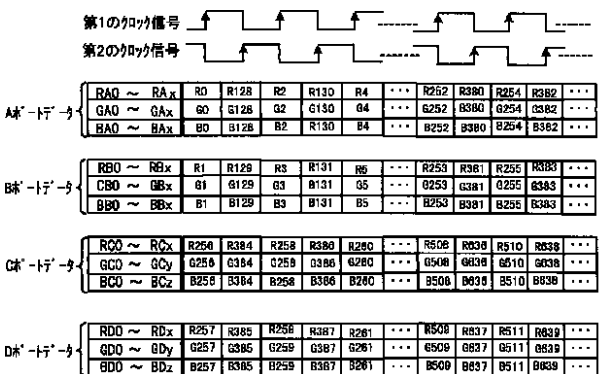 第1のクロック信号
第2のクロック信号
Aポートデータ
RA0 ～ RAx R0 R128 R2 R130 R4 ··· R252 R380 R254 R382 ···
GA0 ～ GAx G0 G128 G2 G130 G4 ··· G252 G380 G254 G382 ···
BA0 ～ BAx B0 B128 B2 R130 B4 ··· B252 B380 B254 B382 ···
Bポートデータ
RB0 ～ RBx R1 R129 R3 R131 R5 ··· R253 R381 R255 R383 ···
GB0 ～ GBx G1 G129 G3 B131 G5 ··· G253 G381 G255 G383 ···
BB0 ～ BBx B1 B129 B3 B131 B5 ··· B253 B381 B255 B383 ···
Cポートデータ
RC0 ～ RCx R256 R384 R258 R386 R260 ··· R508 R636 R510 R638 ···
GC0 ～ GCy G256 G384 G258 G386 G260 ··· G508 G636 G510 G638 ···
BC0 ～ BCz B256 B384 B258 B386 B260 ··· B508 B636 B510 B638 ···
Dポートデータ
RD0 ～ RDx R257 R385 R259 R387 R261 ··· R509 R637 R511 R639 ···
GD0 ～ GDy G257 G385 G259 G387 G261 ··· G509 G637 G511 G639 ···
BD0 ～ BDz B257 B385 B259 B387 B261 ··· B509 B637 B511 B639 ···